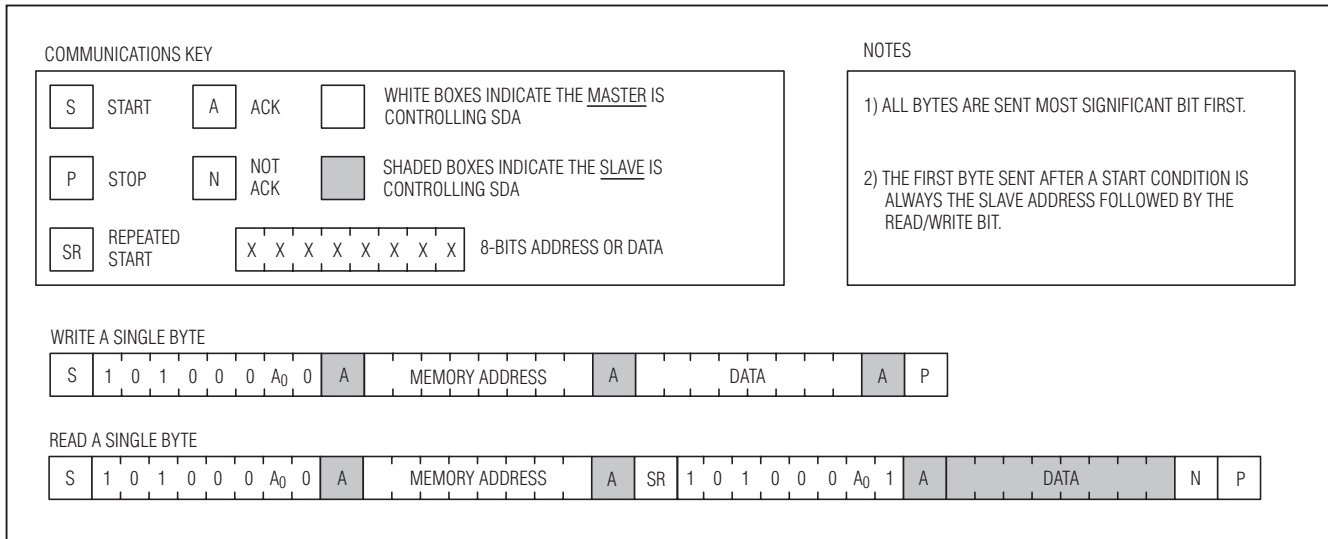 COMMUNICATIONS KEY
S START A ACK WHITE BOXES INDICATE THE MASTER IS
CONTROLLING SDA
P STOP N NOT
ACK SHADED BOXES INDICATE THE SLAVE IS
CONTROLLING SDA
SR REPEATED
START X X X X X X X X 8-BITS ADDRESS OR DATA
NOTES
1) ALL BYTES ARE SENT MOST SIGNIFICANT BIT FIRST.
2) THE FIRST BYTE SENT AFTER A START CONDITION IS
ALWAYS THE SLAVE ADDRESS FOLLOWED BY THE
READ/WRITE BIT.
WRITE A SINGLE BYTE
S 1 0 1 0 0 0 A0 0 A MEMORY ADDRESS A DATA A P
READ A SINGLE BYTE
S 1 0 1 0 0 0 A0 0 A MEMORY ADDRESS A SR 1 0 1 0 0 0 A0 1 A DATA N P